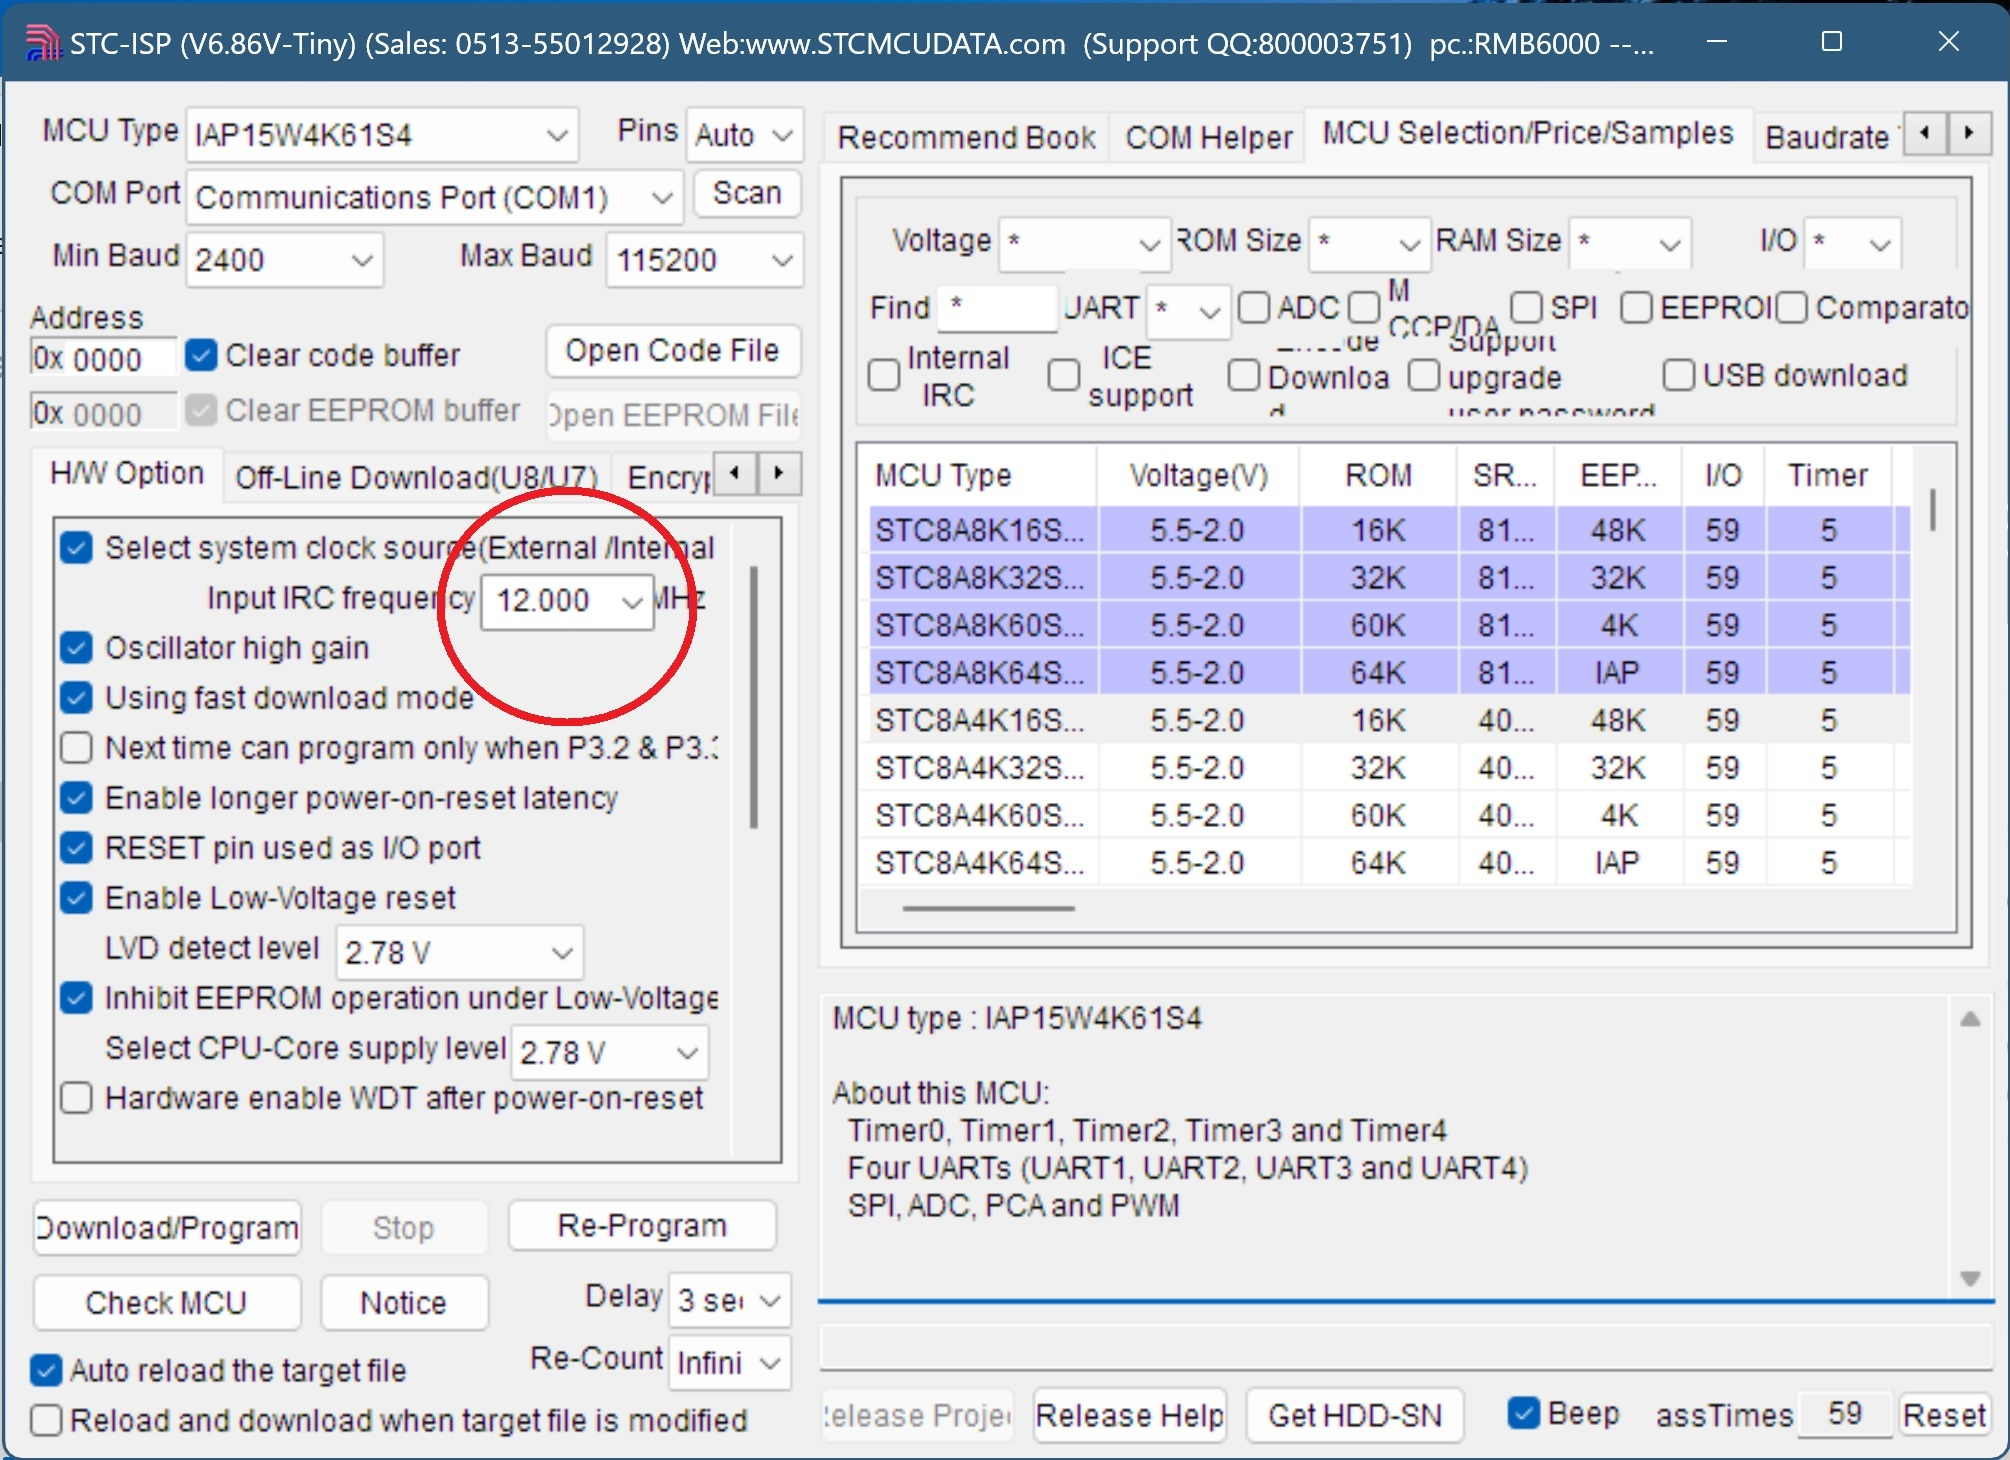 STC-ISP (V6.86V-Tiny) (Sales: 0513-55012928) Web:www.STCMCUDATA.com (Support QQ:800003751) pc.:RMB6000 --...
MCU Type IAP15W4K61S4 Pins Auto
COM Port Communications Port (COM1) Scan
Min Baud 2400 Max Baud 115200
Address
0x 0000 Clear code buffer Open Code File
0x 0000 Clear EEPROM buffer Open EEPROM File
H/W Option Off-Line Download(U8/U7) Encryp
Select system clock source(External /Internal
Input IRC frequency 12.000 MHz
Oscillator high gain
Using fast download mode
Next time can program only when P3.2 & P3.3
Enable longer power-on-reset latency
RESET pin used as I/O port
Enable Low-Voltage reset
LVD detect level 2.78 V
Inhibit EEPROM operation under Low-Voltage
Select CPU-Core supply level 2.78 V
Hardware enable WDT after power-on-reset
Download/Program Stop Re-Program
Check MCU Notice Delay 3 sec
Auto reload the target file Re-Count Infini
Reload and download when target file is modified
Recommend Book COM Helper MCU Selection/Price/Samples Baudrate
Voltage * ROM Size * RAM Size * I/O *
Find * UART * ADC M CCP/DA SPI EEPROI Comparato
Internal IRC ICE support Encode Download Support upgrade user password USB download
MCU Type Voltage(V) ROM SR... EEP... I/O Timer
STC8A8K16S... 5.5-2.0 16K 81... 48K 59 5
STC8A8K32S... 5.5-2.0 32K 81... 32K 59 5
STC8A8K60S... 5.5-2.0 60K 81... 4K 59 5
STC8A8K64S... 5.5-2.0 64K 81... IAP 59 5
STC8A4K16S... 5.5-2.0 16K 40... 48K 59 5
STC8A4K32S... 5.5-2.0 32K 40... 32K 59 5
STC8A4K60S... 5.5-2.0 60K 40... 4K 59 5
STC8A4K64S... 5.5-2.0 64K 40... IAP 59 5
MCU type : IAP15W4K61S4
About this MCU:
Timer0, Timer1, Timer2, Timer3 and Timer4
Four UARTs (UART1, UART2, UART3 and UART4)
SPI, ADC, PCA and PWM
Release Projec Release Help Get HDD-SN Beep assTimes 59 Reset